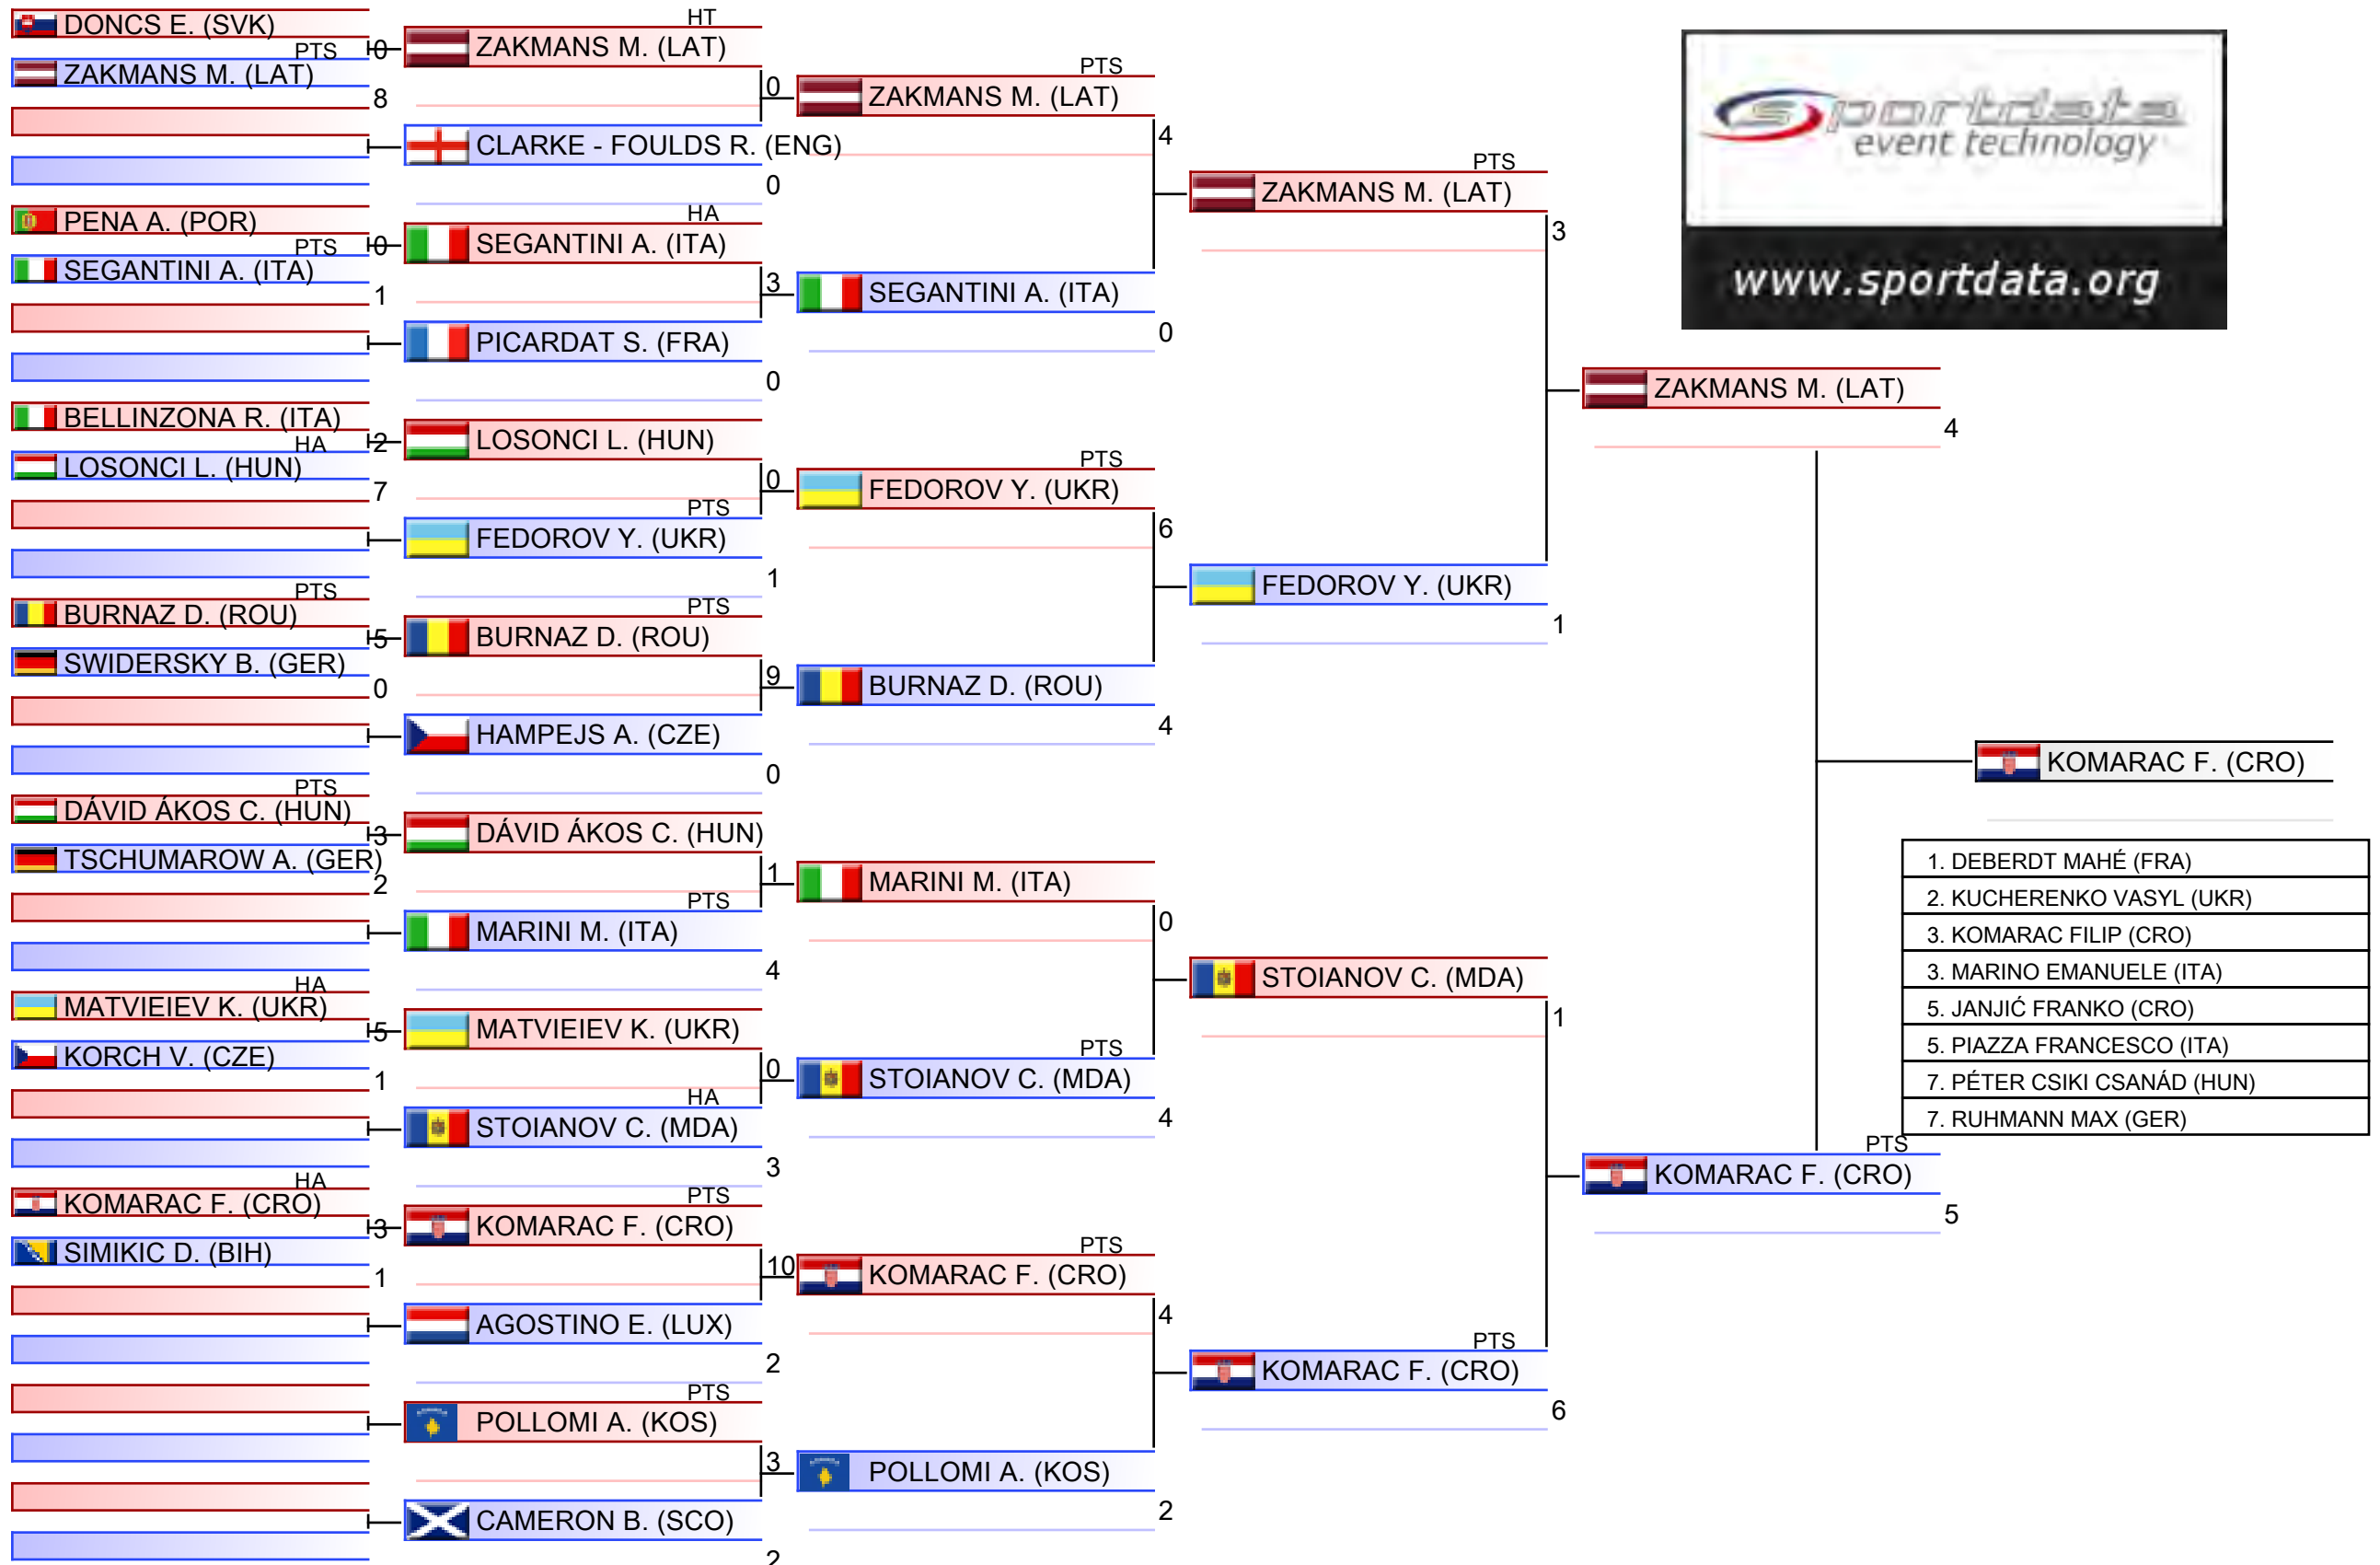 DONCS E. (SVK)
PTS 0
ZAKMANS M. (LAT)
8
PENA A. (POR)
PTS 0
SEGANTINI A. (ITA)
1
BELLINZONA R. (ITA)
HA 2
LOSONCI L. (HUN)
7
PTS
BURNAZ D. (ROU)
5
SWIDERSKY B. (GER)
0
PTS
DÁVID ÁKOS C. (HUN)
3
TSCHUMAROW A. (GER)
2
HA
MATVIEIEV K. (UKR)
5
KORCH V. (CZE)
1
HA
KOMARAC F. (CRO)
3
SIMIKIC D. (BIH)
1
HT
ZAKMANS M. (LAT)
0
CLARKE - FOULDS R. (ENG)
0
HA
SEGANTINI A. (ITA)
3
PICARDAT S. (FRA)
0
LOSONCI L. (HUN)
0
PTS
FEDOROV Y. (UKR)
1
PTS
BURNAZ D. (ROU)
9
HAMPEJS A. (CZE)
0
DÁVID ÁKOS C. (HUN)
1
PTS
MARINI M. (ITA)
4
MATVIEIEV K. (UKR)
0
HA
STOIANOV C. (MDA)
3
PTS
KOMARAC F. (CRO)
10
AGOSTINO E. (LUX)
2
PTS
POLLOMI A. (KOS)
3
CAMERON B. (SCO)
2
PTS
ZAKMANS M. (LAT)
4
SEGANTINI A. (ITA)
0
PTS
FEDOROV Y. (UKR)
6
BURNAZ D. (ROU)
4
MARINI M. (ITA)
0
PTS
STOIANOV C. (MDA)
4
PTS
KOMARAC F. (CRO)
4
POLLOMI A. (KOS)
2
PTS
ZAKMANS M. (LAT)
3
FEDOROV Y. (UKR)
1
STOIANOV C. (MDA)
1
PTS
KOMARAC F. (CRO)
6
sportdata
event technology
www.sportdata.org
ZAKMANS M. (LAT)
4
PTS
KOMARAC F. (CRO)
5
KOMARAC F. (CRO)
1. DEBERDT MAHÉ (FRA)
2. KUCHERENKO VASYL (UKR)
3. KOMARAC FILIP (CRO)
3. MARINO EMANUELE (ITA)
5. JANJIĆ FRANKO (CRO)
5. PIAZZA FRANCESCO (ITA)
7. PÉTER CSIKI CSANÁD (HUN)
7. RUHMANN MAX (GER)